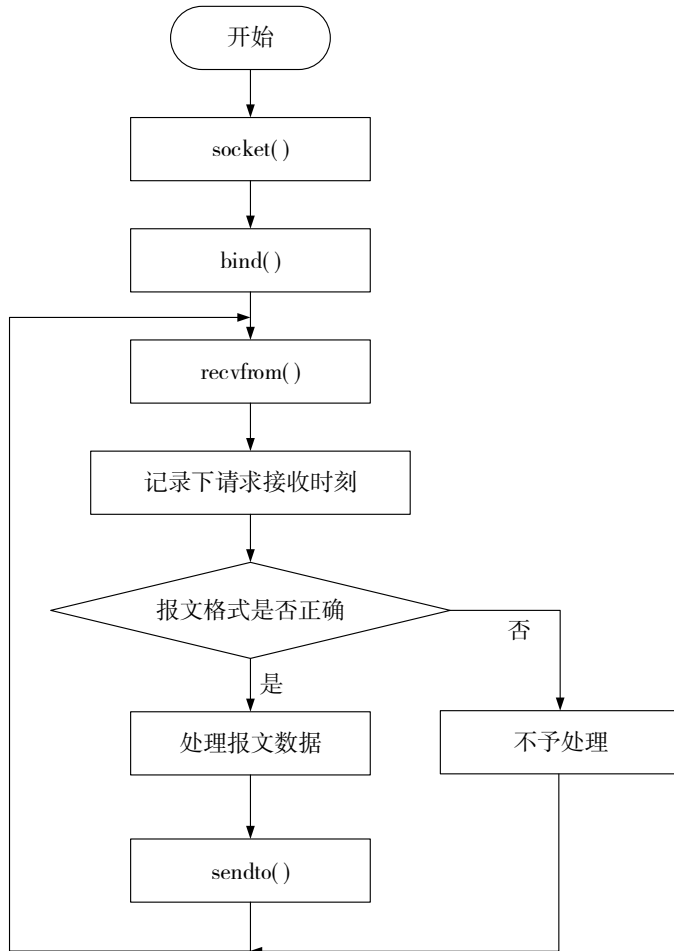 开始
socket( )
bind( )
recvfrom( )
记录下请求接收时刻
报文格式是否正确
否
是
处理报文数据
不予处理
sendto( )